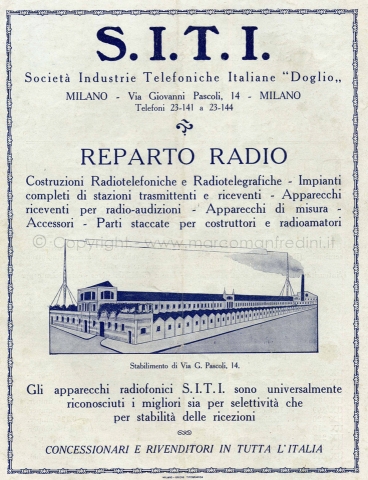 S.I.T.I.
Società Industrie Telefoniche Italiane "Doglio„
MILANO - Via Giovanni Pascoli, 14 - MILANO
Telefoni 23-141 a 23-144
REPARTO RADIO
Costruzioni Radiotelefoniche e Radiotelegrafiche - Impianti
completi di stazioni trasmittenti e riceventi - Apparecchi
riceventi per radio-audizioni - Apparecchi di misura -
Accessori - Parti staccate per costruttori e radioamatori
© Copyright - www.marcomanfredini.it
Stabilimento di Via G. Pascoli, 14.
Gli apparecchi radiofonici S.I.T.I. sono universalmente
riconosciuti i migliori sia per selettività che
per stabilità delle ricezioni
CONCESSIONARI E RIVENDITORI IN TUTTA L'ITALIA